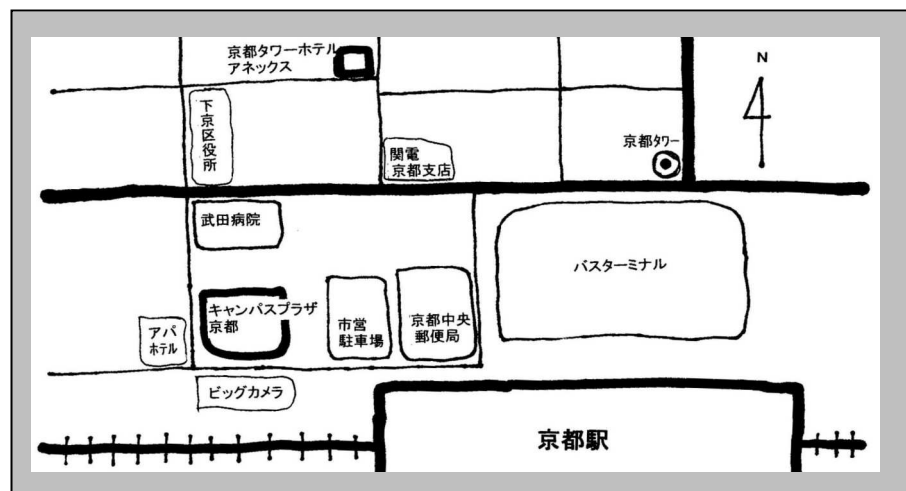 京都タワーホテル
アネックス
N
下京区役所
関電
京都支店
京都タワー
武田病院
バスターミナル
キャンパスプラザ
京都
市営
駐車場
京都中央
郵便局
アパ
ホテル
ビッグカメラ
京都駅